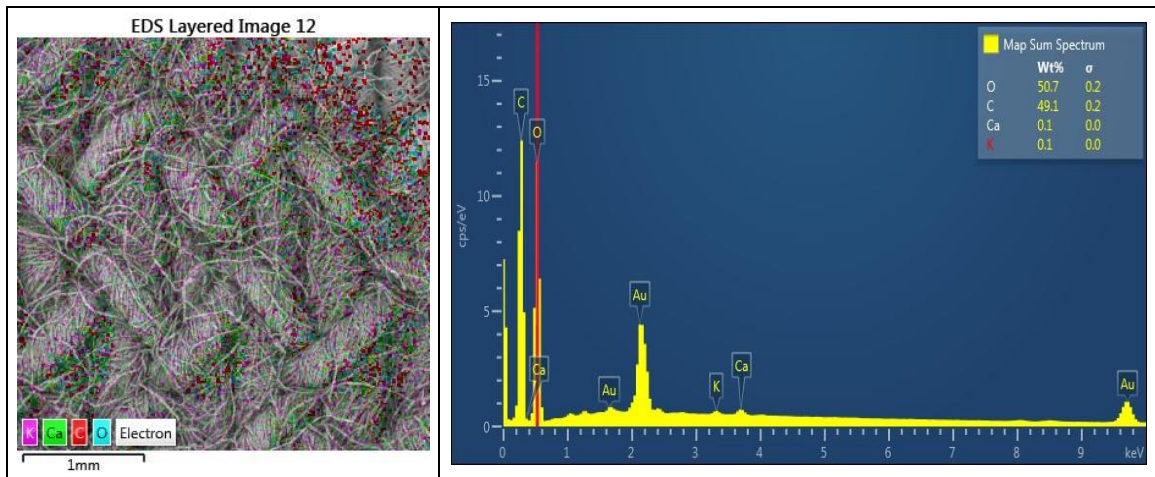 EDS Layered Image 12
K Ca C O Electron
1mm
Map Sum Spectrum
Wt% σ
O 50.7 0.2
C 49.1 0.2
Ca 0.1 0.0
K 0.1 0.0
15
10
5
0
cps/eV
C
O
Ca
Au
Au
K
Ca
Au
0 1 2 3 4 5 6 7 8 9 keV